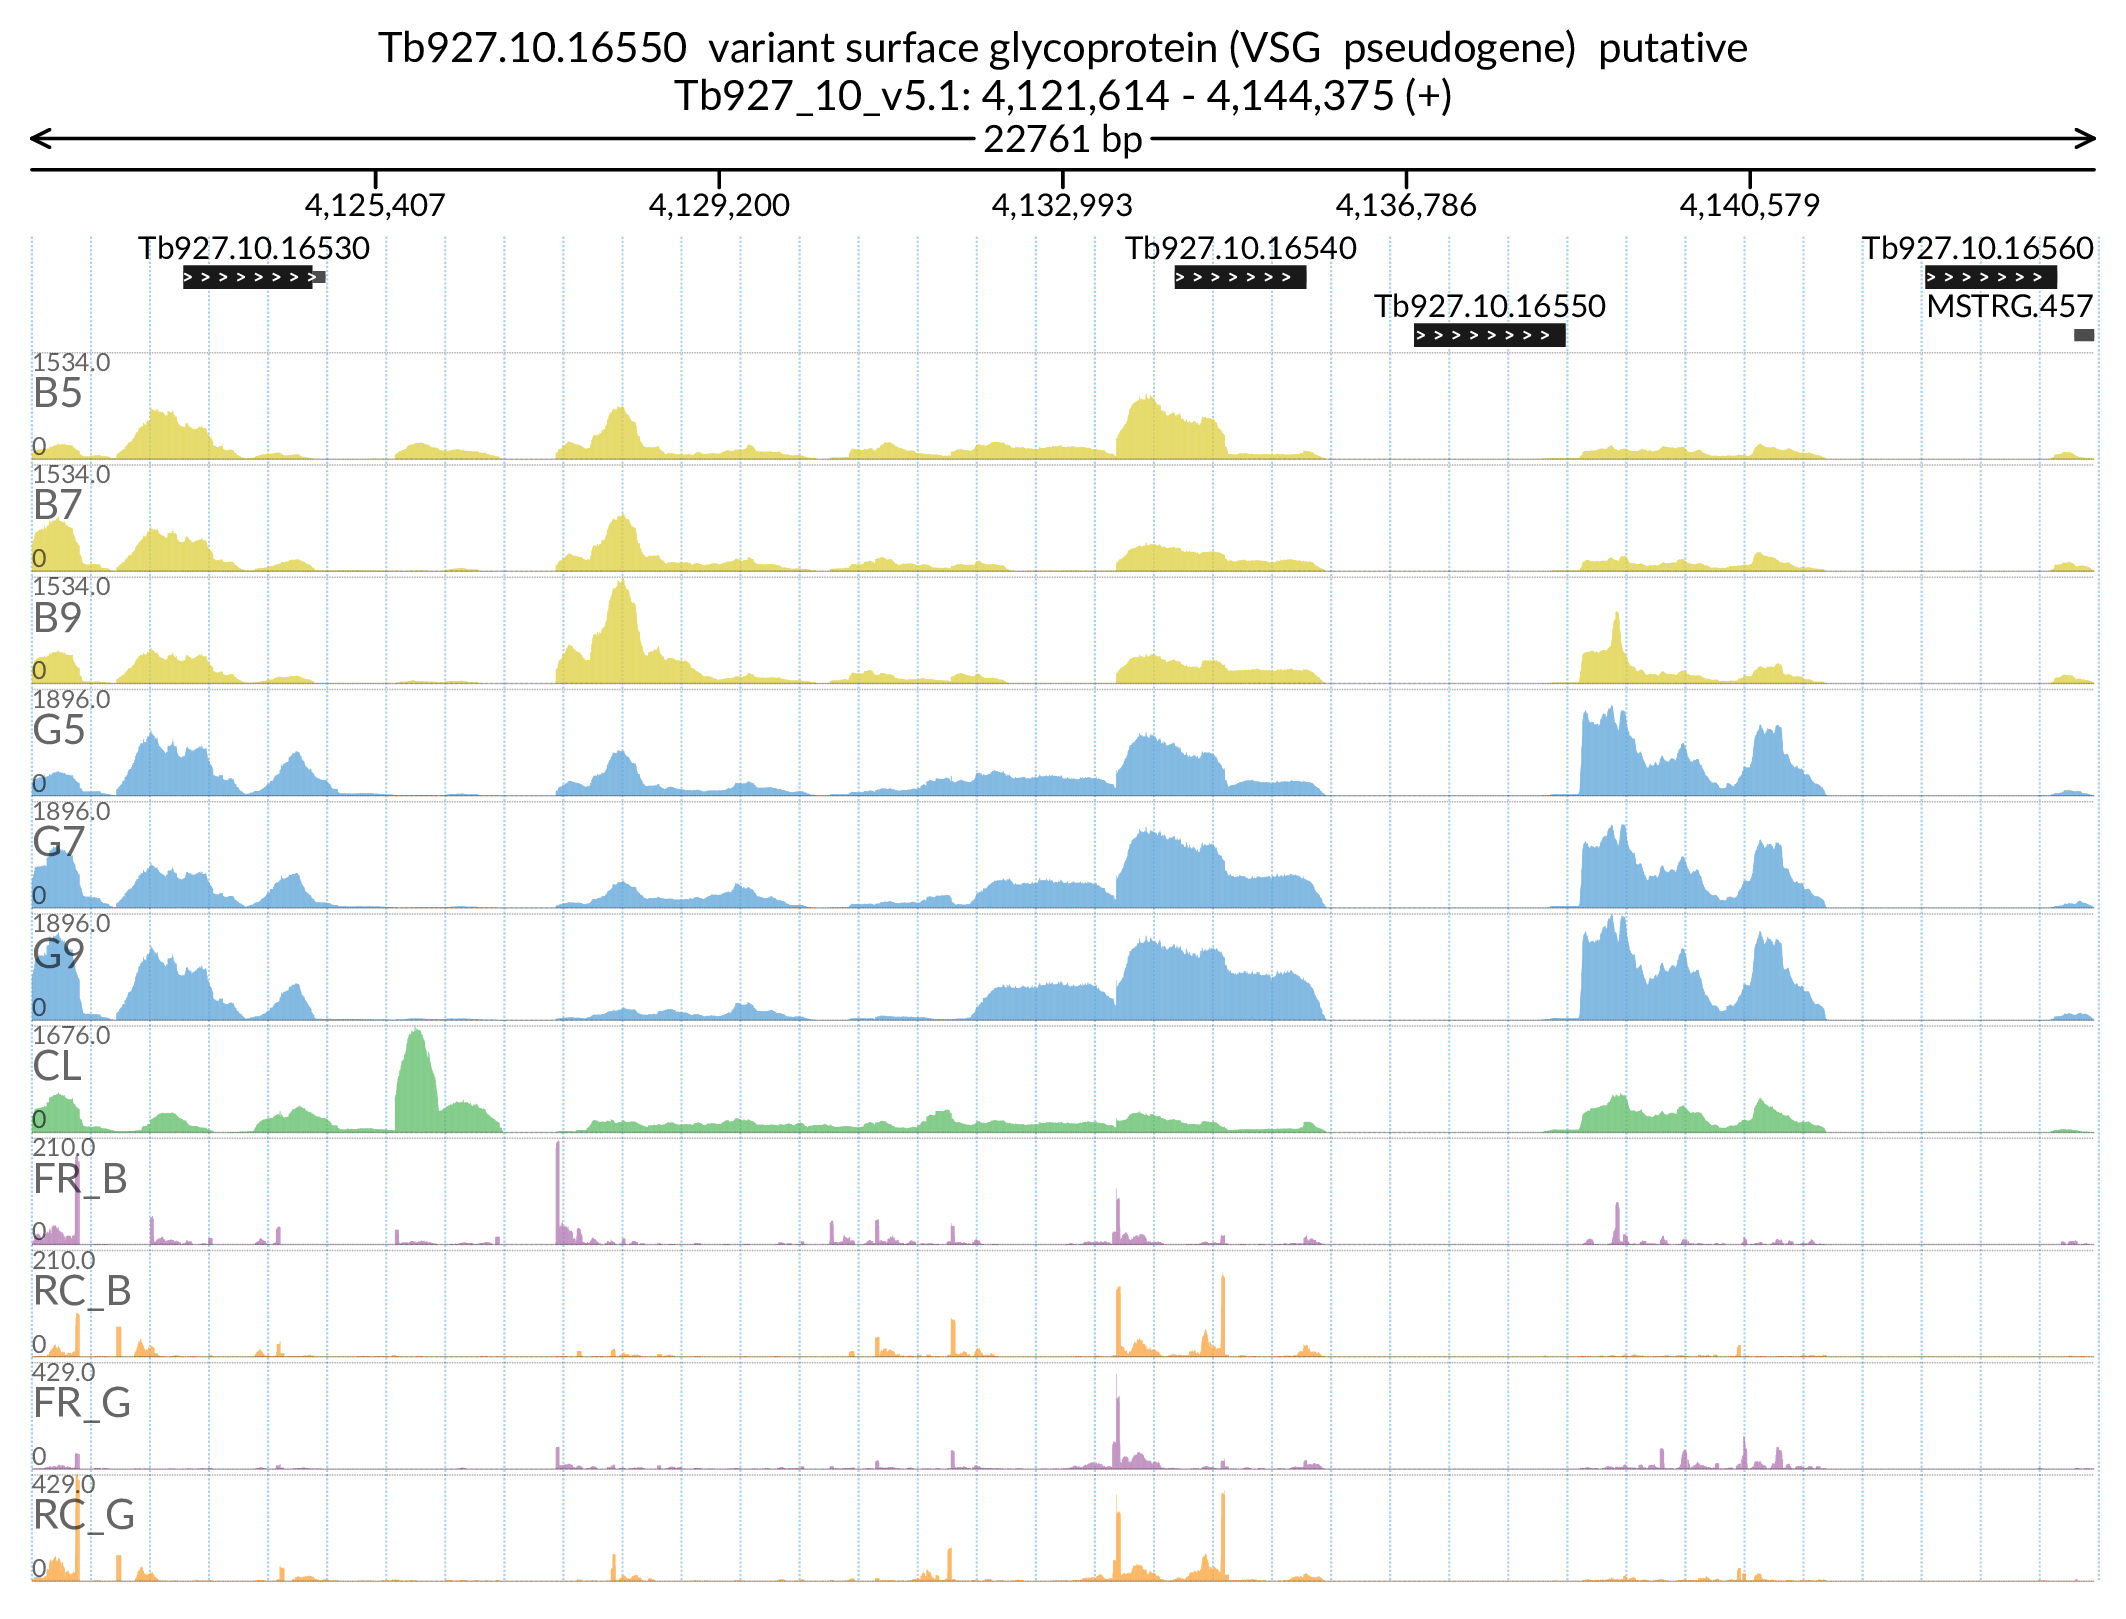 Tb927.10.16550 variant surface glycoprotein (VSG pseudogene) putative
Tb927_10_v5.1: 4,121,614 - 4,144,375 (+)
22761 bp
4,125,407 4,129,200 4,132,993 4,136,786 4,140,579
Tb927.10.16530 Tb927.10.16540 Tb927.10.16560
Tb927.10.16550 MSTRG.457
1534.0
B5
0
1534.0
B7
0
1534.0
B9
0
1896.0
G5
0
1896.0
G7
0
1896.0
G9
0
1676.0
CL
0
210.0
FR_B
0
210.0
RC_B
0
429.0
FR_G
0
429.0
RC_G
0